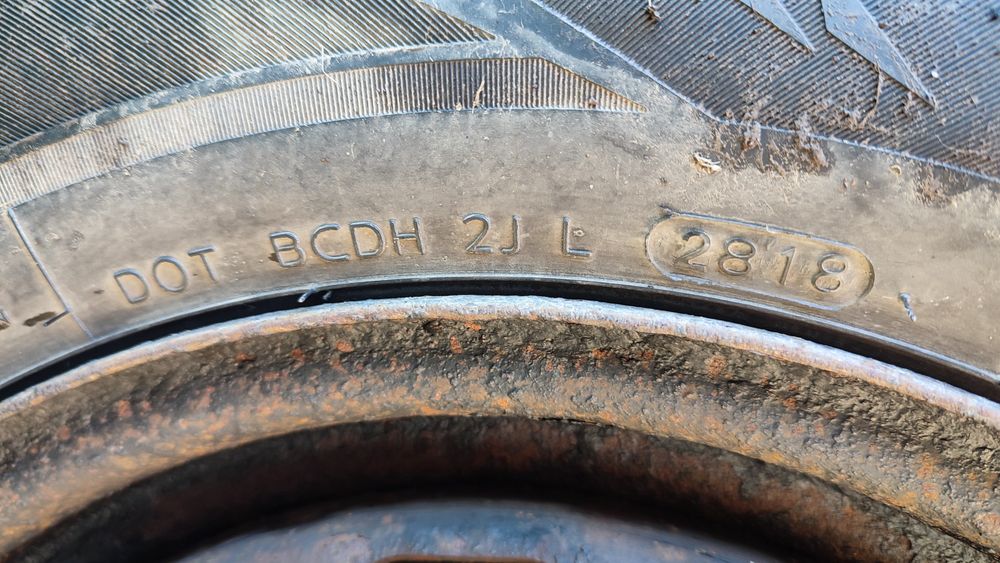 DOT BCDH 2J L 2818